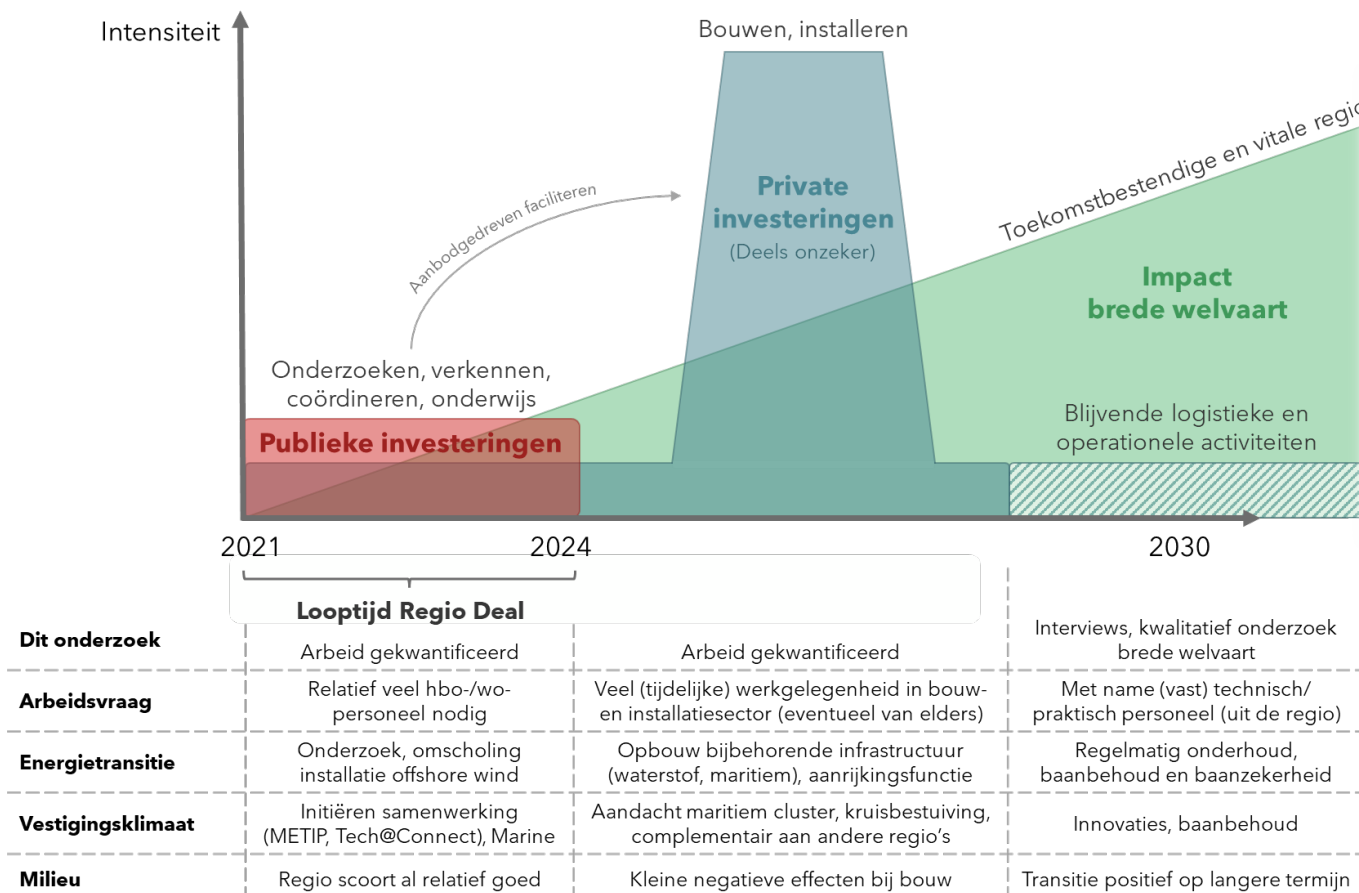 Intensiteit
Bouwen, installeren
Toekomstbestendige en vitale
Private
investeringen
(Deels onzeker)
Aanbodgedreven faciliteren
Impact
brede welvaart
Onderzoeken, verkennen,
coördineren, onderwijs
Blijvende logistieke en
operationele activiteiten
Publieke investeringen
2021
2024
2030
Looptijd Regio Deal
Dit onderzoek
Arbeid gekwantificeerd
Arbeid gekwantificeerd
Interviews, kwalitatief onderzoek
brede welvaart
Arbeidsvraag
Relatief veel hbo-/wo-
personeel nodig
Veel (tijdelijke) werkgelegenheid in bouw-
en installatiesector (eventueel van elders)
Met name (vast) technisch/
praktisch personeel (uit de regio)
Energietransitie
Onderzoek, omscholing
installatie offshore wind
Opbouw bijbehorende infrastructuur
(waterstof, maritiem), aanrijkingsfunctie
Regelmatig onderhoud,
baanbehoud en baanzekerheid
Vestigingsklimaat
Initiëren samenwerking
(METIP, Tech@Connect), Marine
Aandacht maritiem cluster, kruisbestuiving,
complementair aan andere regio's
Innovaties, baanbehoud
Milieu
Regio scoort al relatief goed
Kleine negatieve effecten bij bouw
Transitie positief op langere termijn